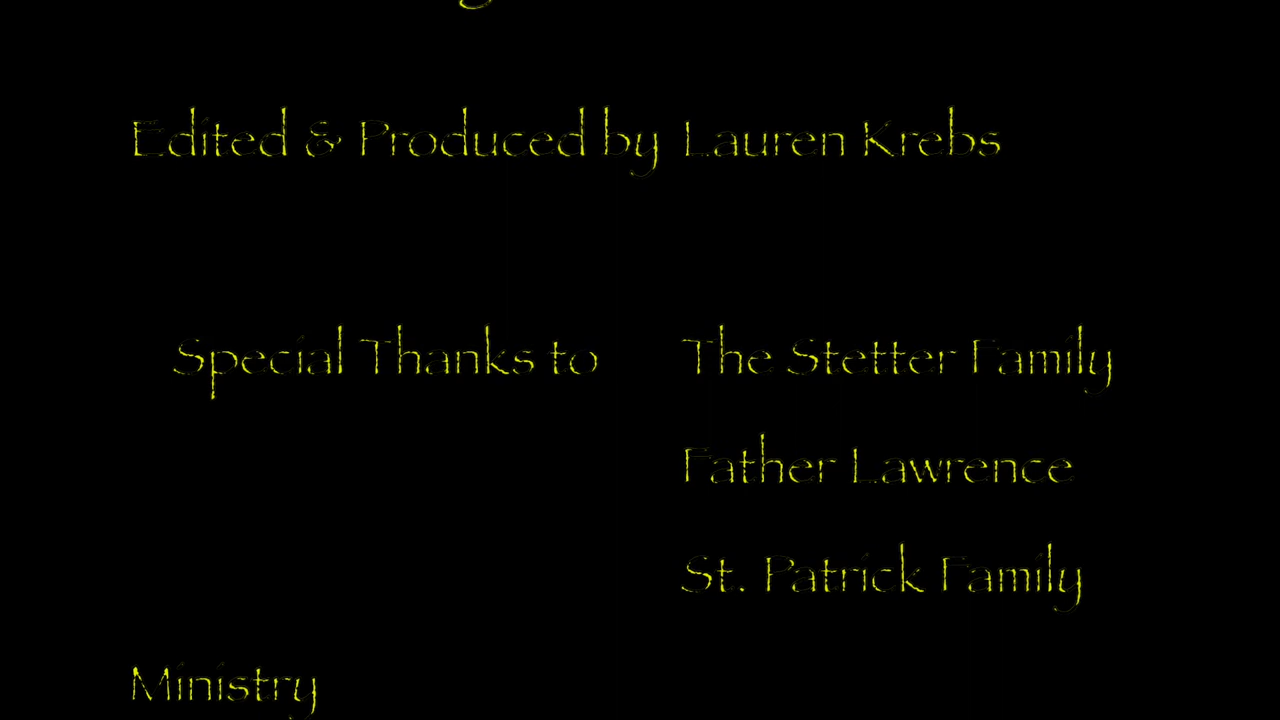 Edited & Produced by Lauren Krebs
Special Thanks to The Stetter Family
Father Lawrence
St. Patrick Family
Ministry